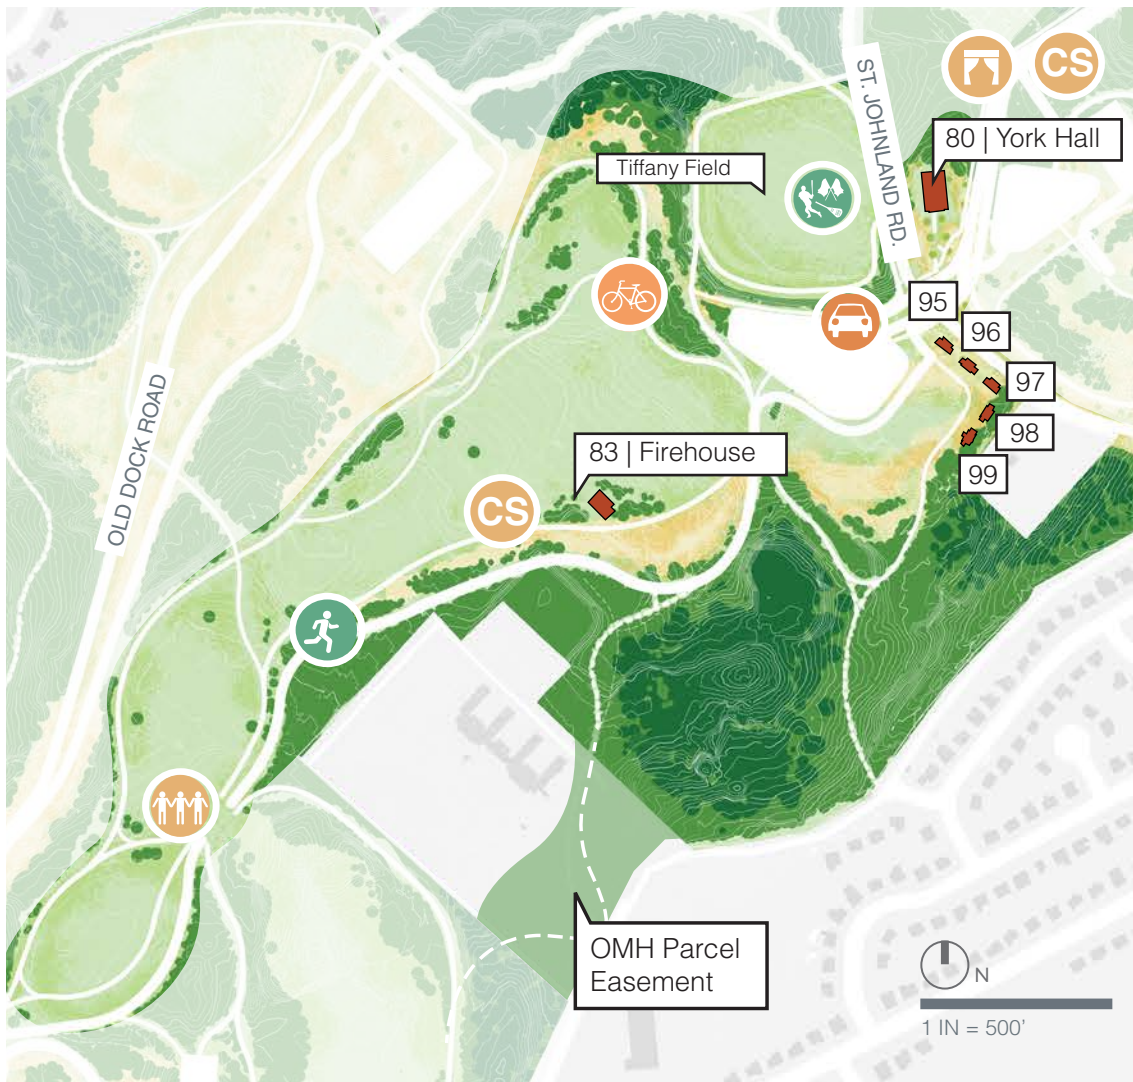 CS
ST. JOHNLAND RD.
80 | York Hall
Tiffany Field
95
96
97
98
99
OLD DOCK ROAD
83 | Firehouse
CS
OMH Parcel
Easement
N
1 IN = 500'